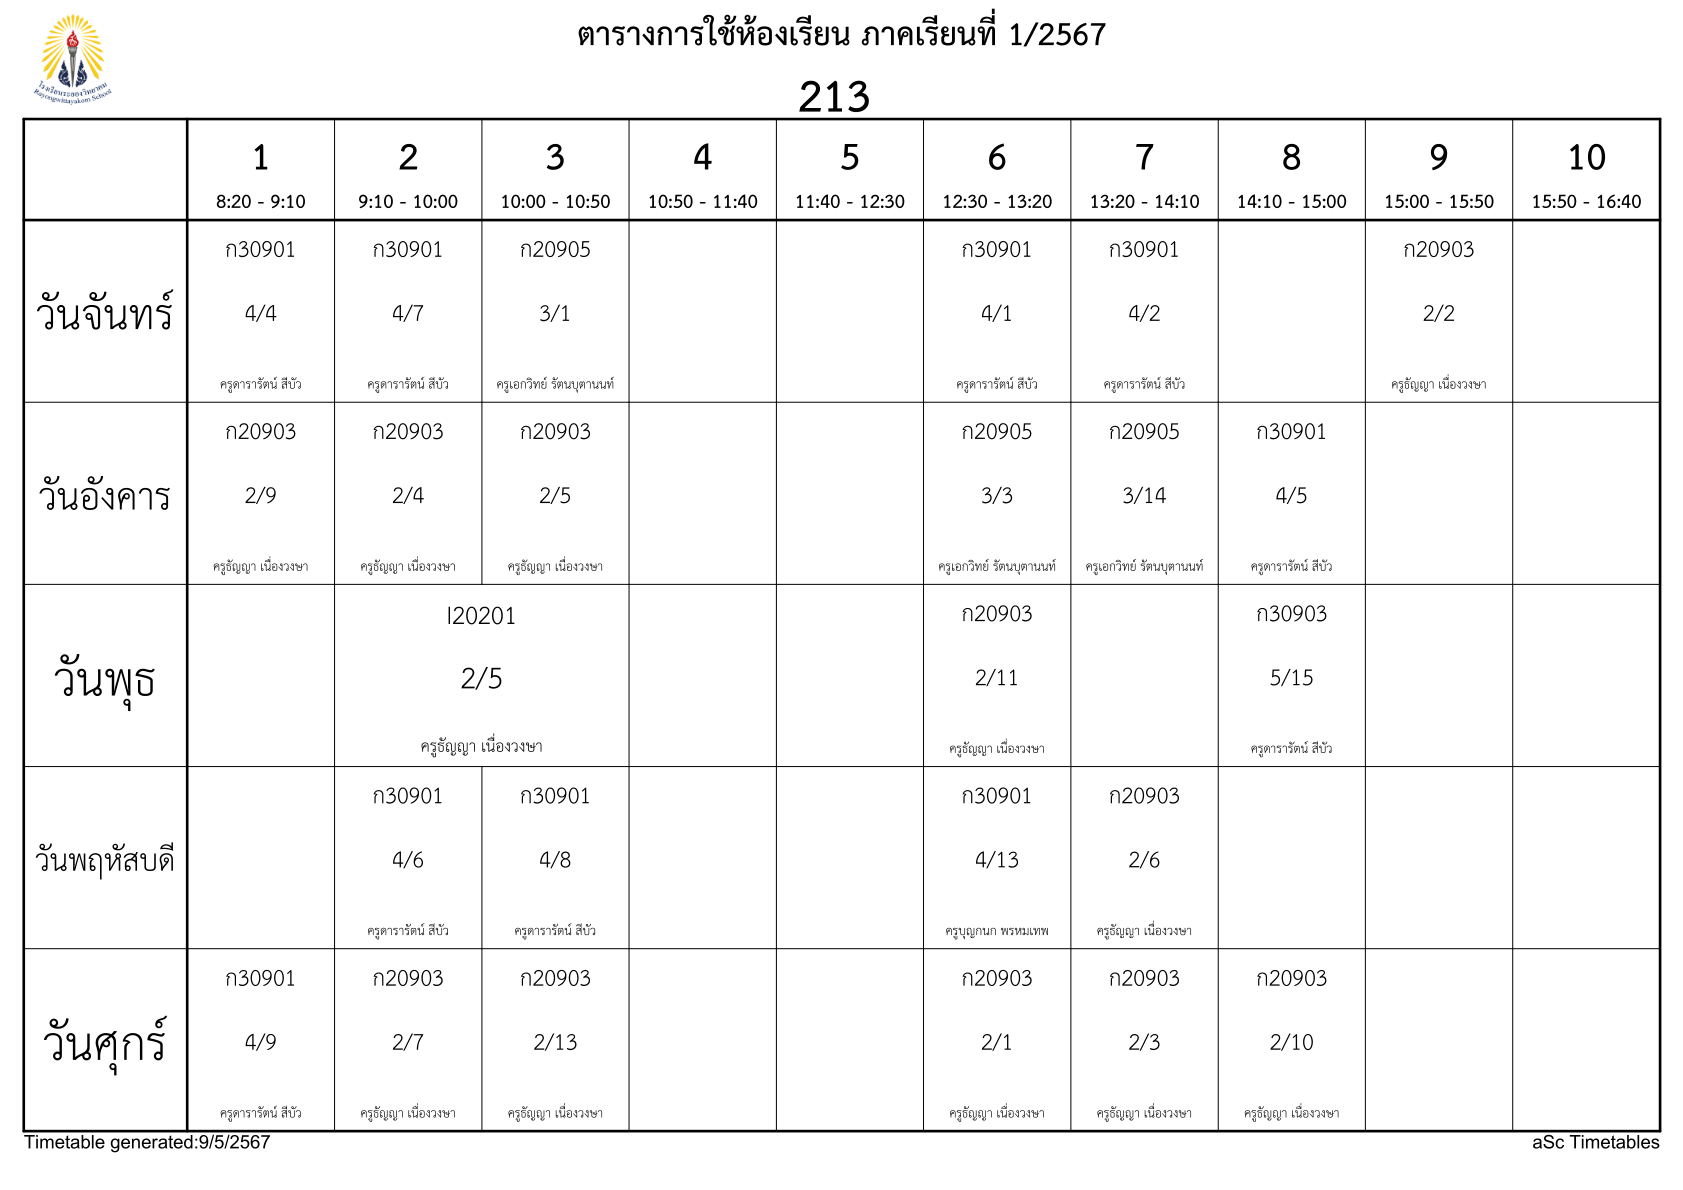 ตารางการใช้ห้องเรียน ภาคเรียนที่ 1/2567
โรงเรียนระยองวิทยาคม
Rayongwittayakom School
213
1 2 3 4 5 6 7 8 9 10
8:20 - 9:10 9:10 - 10:00 10:00 - 10:50 10:50 - 11:40 11:40 - 12:30 12:30 - 13:20 13:20 - 14:10 14:10 - 15:00 15:00 - 15:50 15:50 - 16:40
วันจันทร์
ก30901 ก30901 ก20905 ก30901 ก30901 ก20903
4/4 4/7 3/1 4/1 4/2 2/2
ครูดารารัตน์ สีบัว ครูดารารัตน์ สีบัว ครูเอกวิทย์ รัตนบุตานนท์ ครูดารารัตน์ สีบัว ครูดารารัตน์ สีบัว ครูธัญญา เนื่องวงษา
วันอังคาร
ก20903 ก20903 ก20903 ก20905 ก20905 ก30901
2/9 2/4 2/5 3/3 3/14 4/5
ครูธัญญา เนื่องวงษา ครูธัญญา เนื่องวงษา ครูธัญญา เนื่องวงษา ครูเอกวิทย์ รัตนบุตานนท์ ครูเอกวิทย์ รัตนบุตานนท์ ครูดารารัตน์ สีบัว
วันพุธ
I20201 ก20903 ก30903
2/5 2/11 5/15
ครูธัญญา เนื่องวงษา ครูธัญญา เนื่องวงษา ครูดารารัตน์ สีบัว
วันพฤหัสบดี
ก30901 ก30901 ก30901 ก20903
4/6 4/8 4/13 2/6
ครูดารารัตน์ สีบัว ครูดารารัตน์ สีบัว ครูบุญกนก พรหมเทพ ครูธัญญา เนื่องวงษา
วันศุกร์
ก30901 ก20903 ก20903 ก20903 ก20903 ก20903
4/9 2/7 2/13 2/1 2/3 2/10
ครูดารารัตน์ สีบัว ครูธัญญา เนื่องวงษา ครูธัญญา เนื่องวงษา ครูธัญญา เนื่องวงษา ครูธัญญา เนื่องวงษา ครูธัญญา เนื่องวงษา
Timetable generated:9/5/2567 aSc Timetables